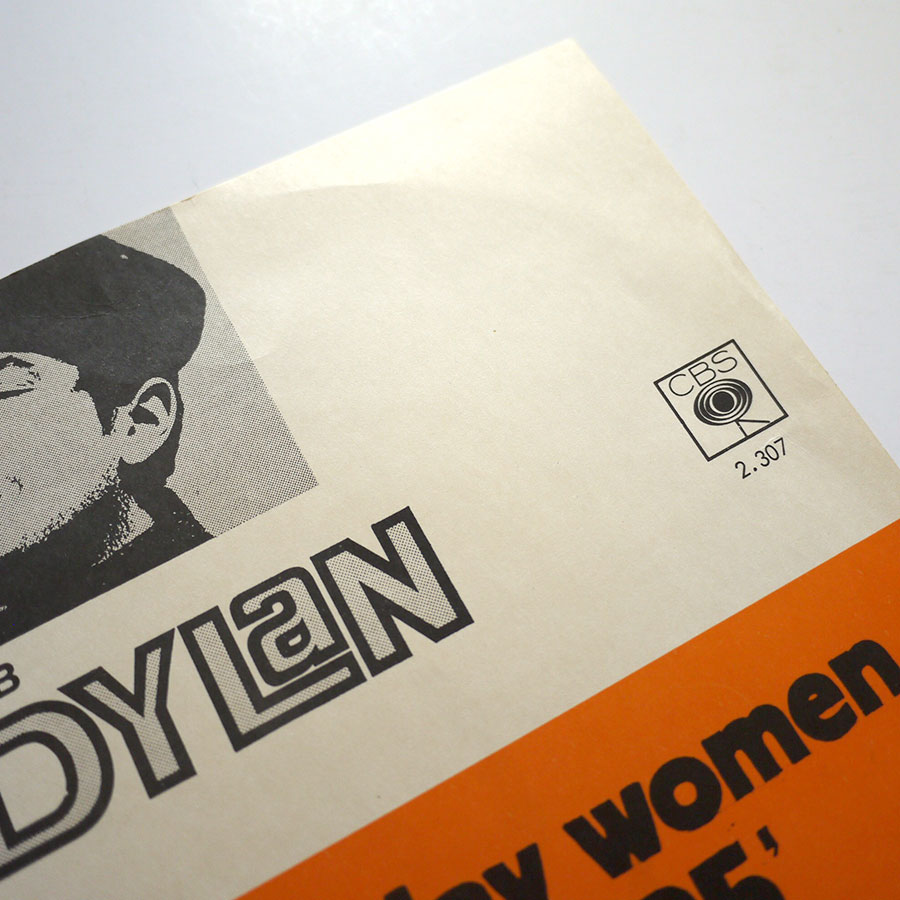 CBS
2.307
B
DYLaN
women